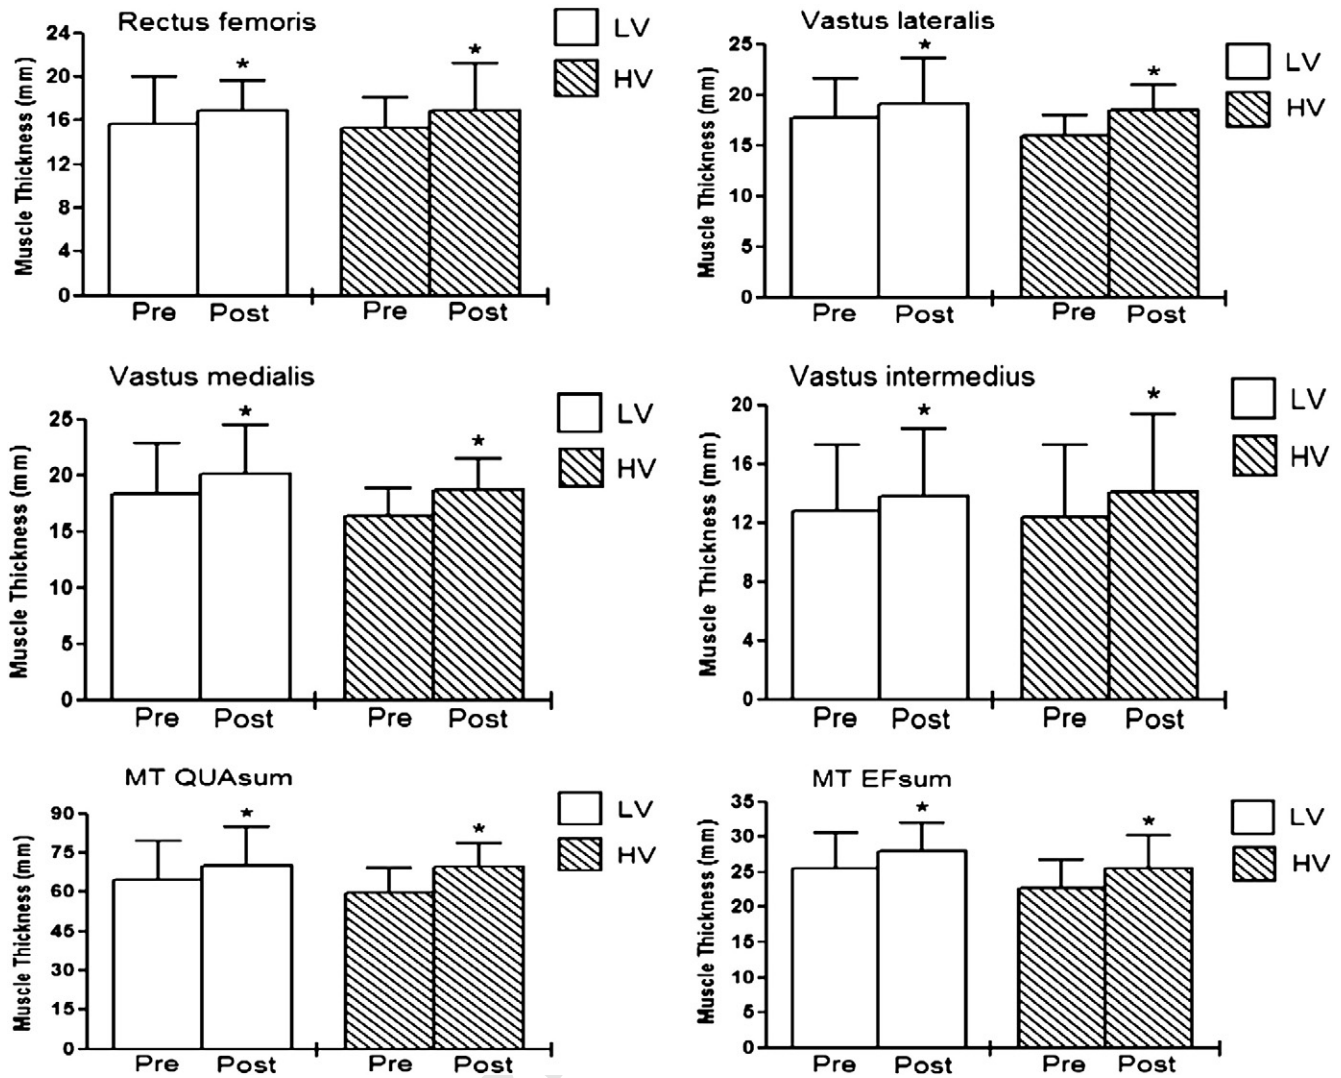 Rectus femoris
LV
HV
Muscle Thickness (mm)
24
20
16
12
8
4
0
*
*
Pre
Post
Pre
Post
Vastus lateralis
LV
HV
Muscle Thickness (mm)
25
20
15
10
5
0
*
*
Pre
Post
Pre
Post
Vastus medialis
LV
HV
Muscle Thickness (mm)
25
20
15
10
5
0
*
*
Pre
Post
Pre
Post
Vastus intermedius
LV
HV
Muscle Thickness (mm)
20
16
12
8
4
0
*
*
Pre
Post
Pre
Post
MT QUAsum
LV
HV
Muscle Thickness (mm)
90
75
60
45
30
15
0
*
*
Pre
Post
Pre
Post
MT EFsum
LV
HV
Muscle Thickness (mm)
35
30
25
20
15
10
5
0
*
*
Pre
Post
Pre
Post